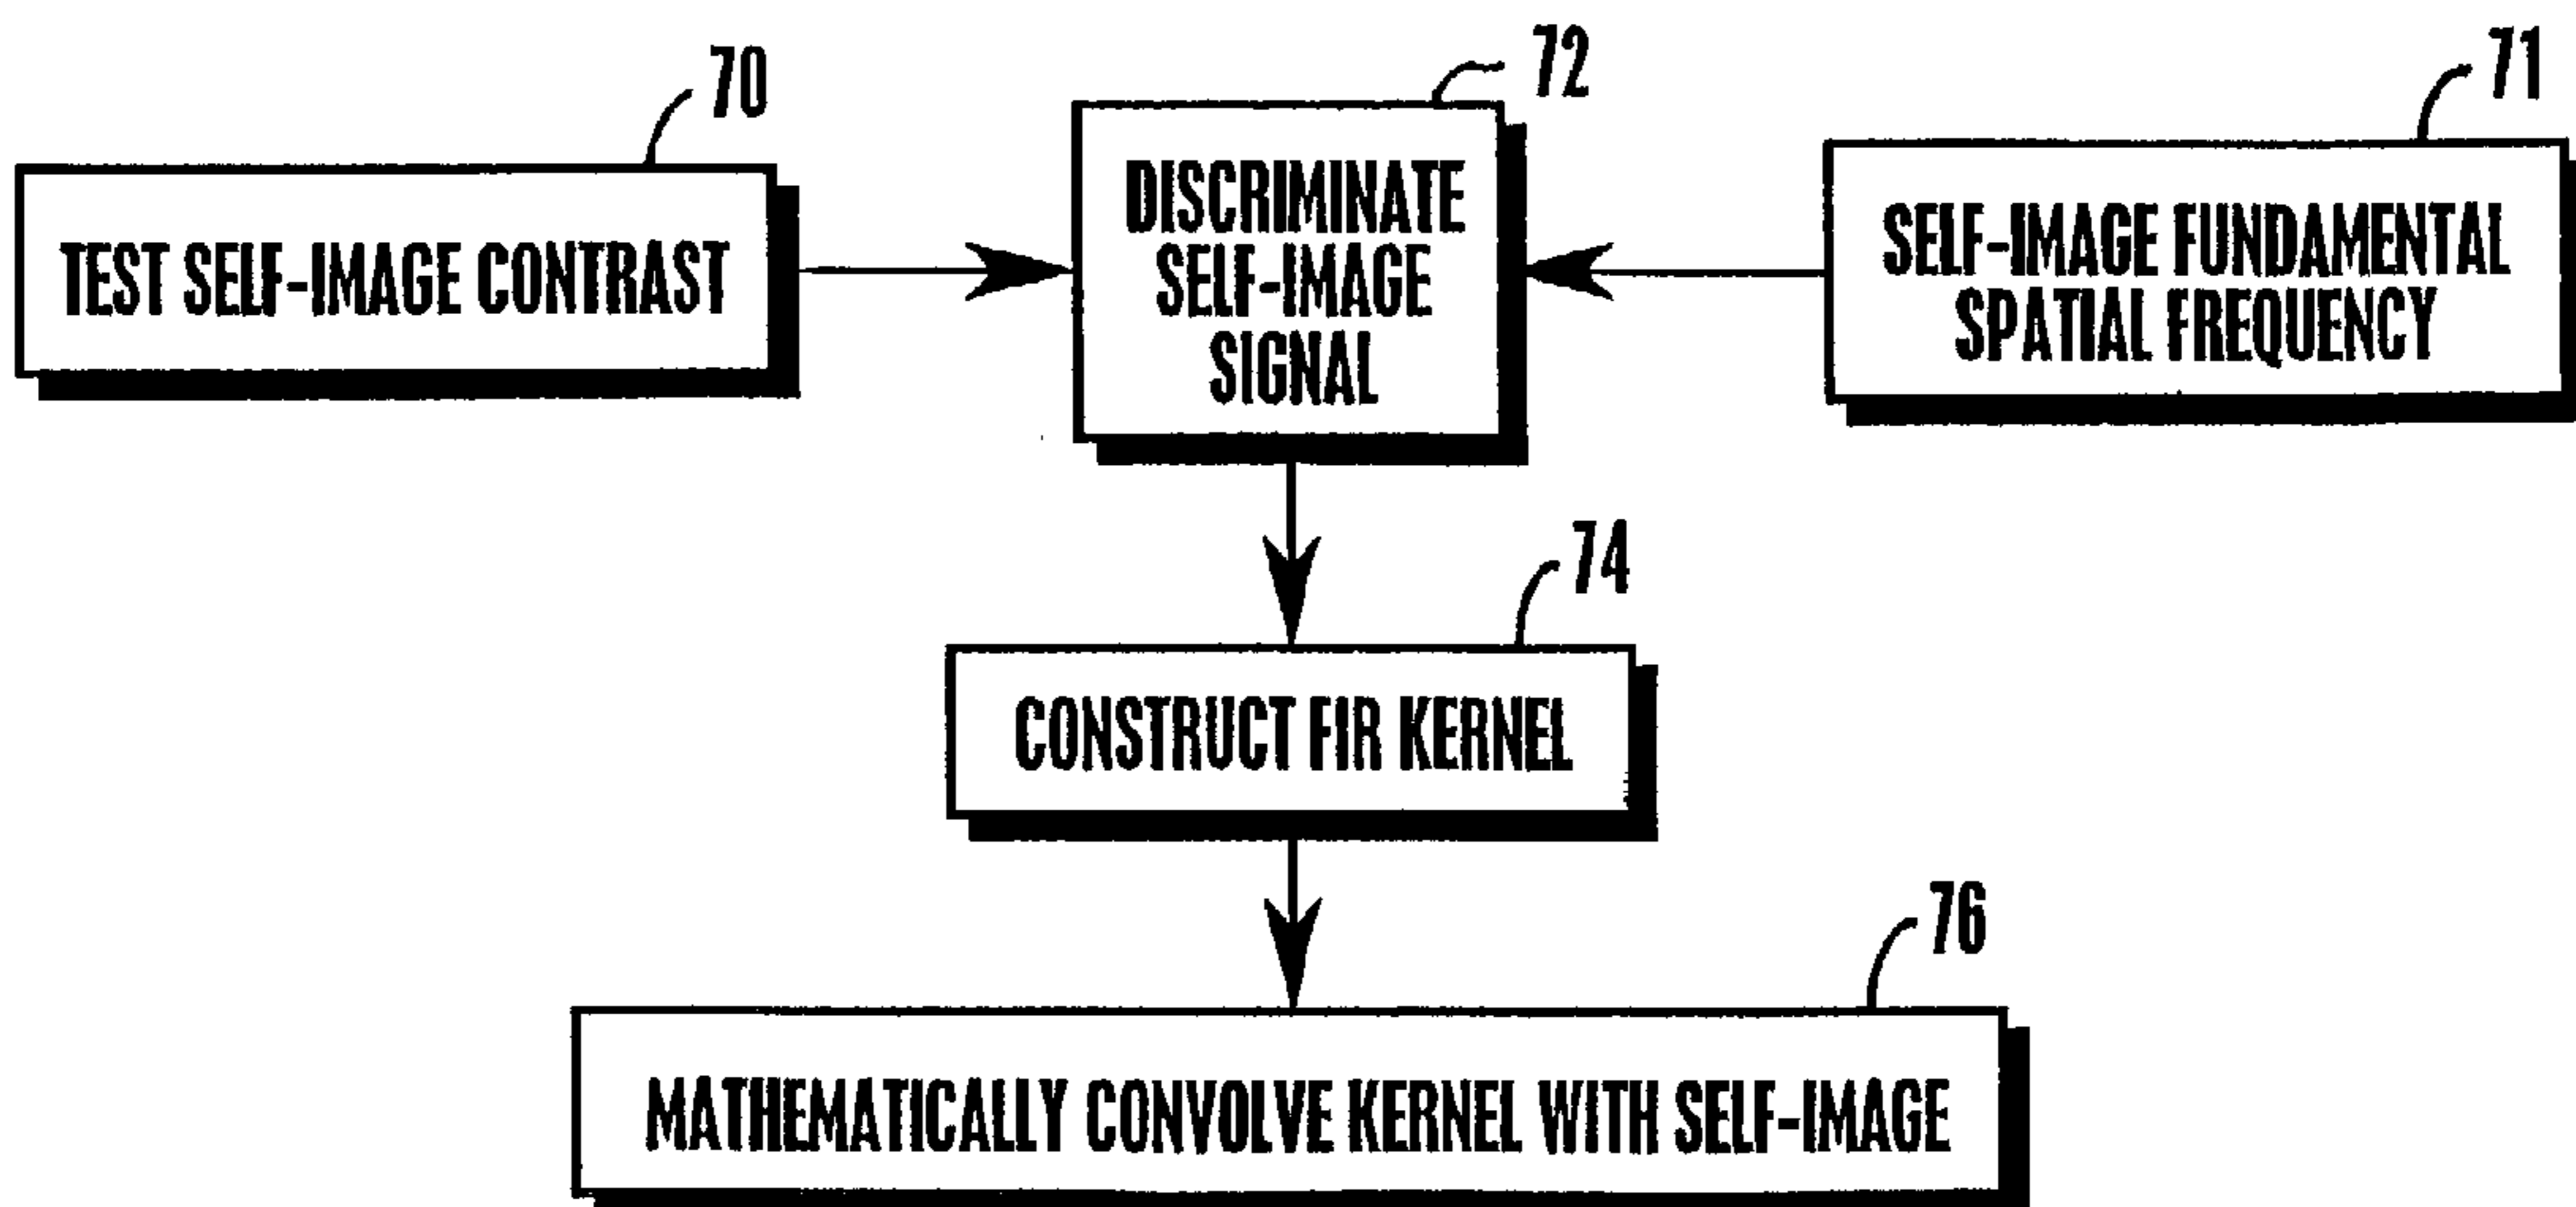 70
TEST SELF-IMAGE CONTRAST
72
DISCRIMINATE
SELF-IMAGE
SIGNAL
71
SELF-IMAGE FUNDAMENTAL
SPATIAL FREQUENCY
74
CONSTRUCT FIR KERNEL
76
MATHEMATICALLY CONVOLVE KERNEL WITH SELF-IMAGE